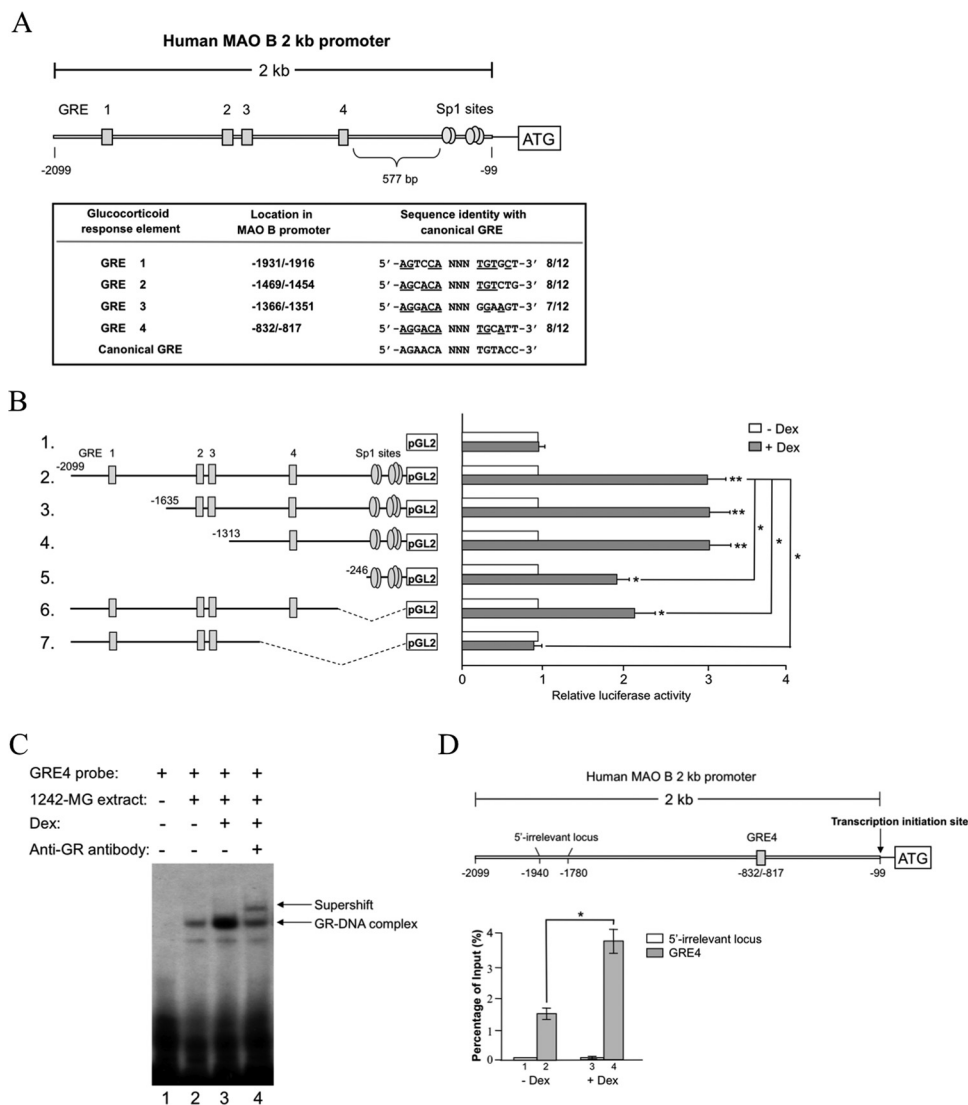 A
Human MAO B 2 kb promoter
2 kb
GRE 1 2 3 4 Sp1 sites
ATG
-2099 577 bp -99
Glucocorticoid response element Location in MAO B promoter Sequence identity with canonical GRE
GRE 1 -1931/-1916 5'-AGTCCA NNN TGTGCT-3' 8/12
GRE 2 -1469/-1454 5'-AGCACA NNN TGTCTG-3' 8/12
GRE 3 -1366/-1351 5'-AGGACA NNN GGAAGT-3' 7/12
GRE 4 -832/-817 5'-AGGACA NNN TGCATT-3' 8/12
Canonical GRE 5'-AGAACA NNN TGTACC-3'
B
1. pGL2
- Dex
+ Dex
GRE 1 2 3 4 Sp1 sites
-2099
2. pGL2 **
-1635
3. pGL2 **
-1313
4. pGL2 **
-246
5. pGL2 *
6. pGL2 *
7. pGL2
* * *
0 1 2 3 4
Relative luciferase activity
C
GRE4 probe: + + + +
1242-MG extract: - + + +
Dex: - - + +
Anti-GR antibody: - - - +
Supershift
GR-DNA complex
1 2 3 4
D
Human MAO B 2 kb promoter
2 kb
Transcription initiation site
5'-irrelevant locus GRE4
ATG
-2099 -1940 -1780 -832/-817 -99
Percentage of Input (%)
4
3
2
1
0
*
5'-irrelevant locus
GRE4
1 2 3 4
- Dex + Dex